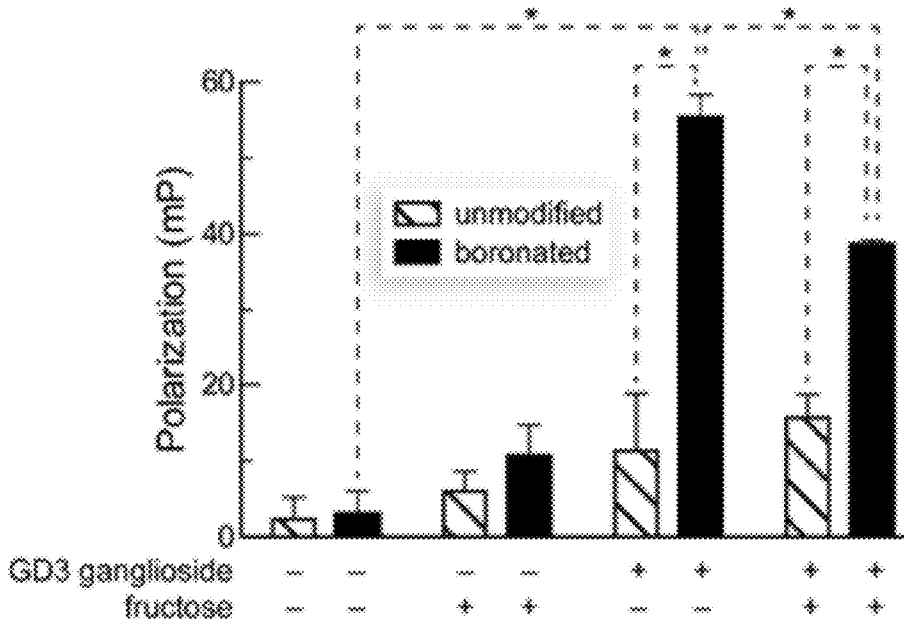 * *
* *
60
40
20
0
Polarization (mP)
unmodified
boronated
GD3 ganglioside – – – – + + + +
fructose – – + + – – + +